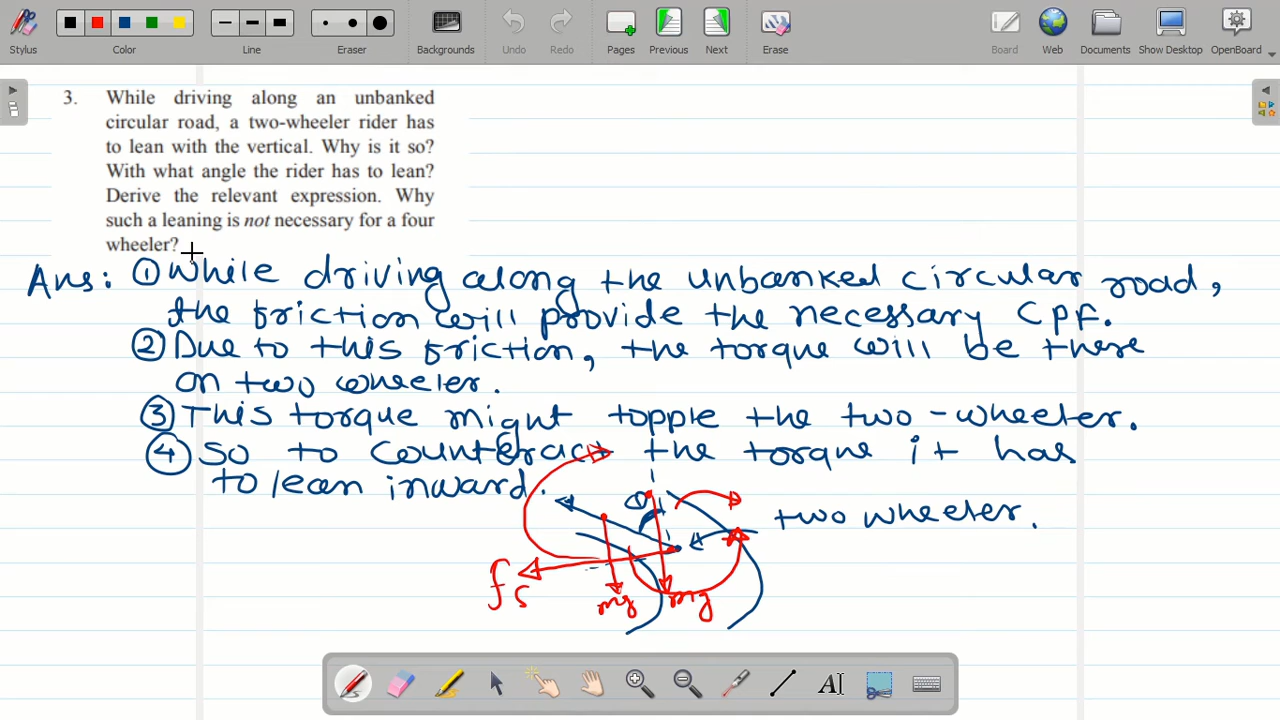 Stylus
Color
Line
Eraser
Backgrounds
Undo
Redo
Pages
Previous
Next
Erase
Board
Web
Documents
Show Desktop
OpenBoard
3. While driving along an unbanked
circular road, a two-wheeler rider has
to lean with the vertical. Why is it so?
With what angle the rider has to lean?
Derive the relevant expression. Why
such a leaning is not necessary for a four
wheeler?
Ans: ① While driving along the unbanked circular road,
the friction will provide the necessary CPF.
② Due to this friction, the torque will be there
on two wheeler.
③ This torque might topple the two-wheeler.
④ So to counteract the torque it has
to lean inward.
θ
two wheeler.
fs
mg
mg
AI